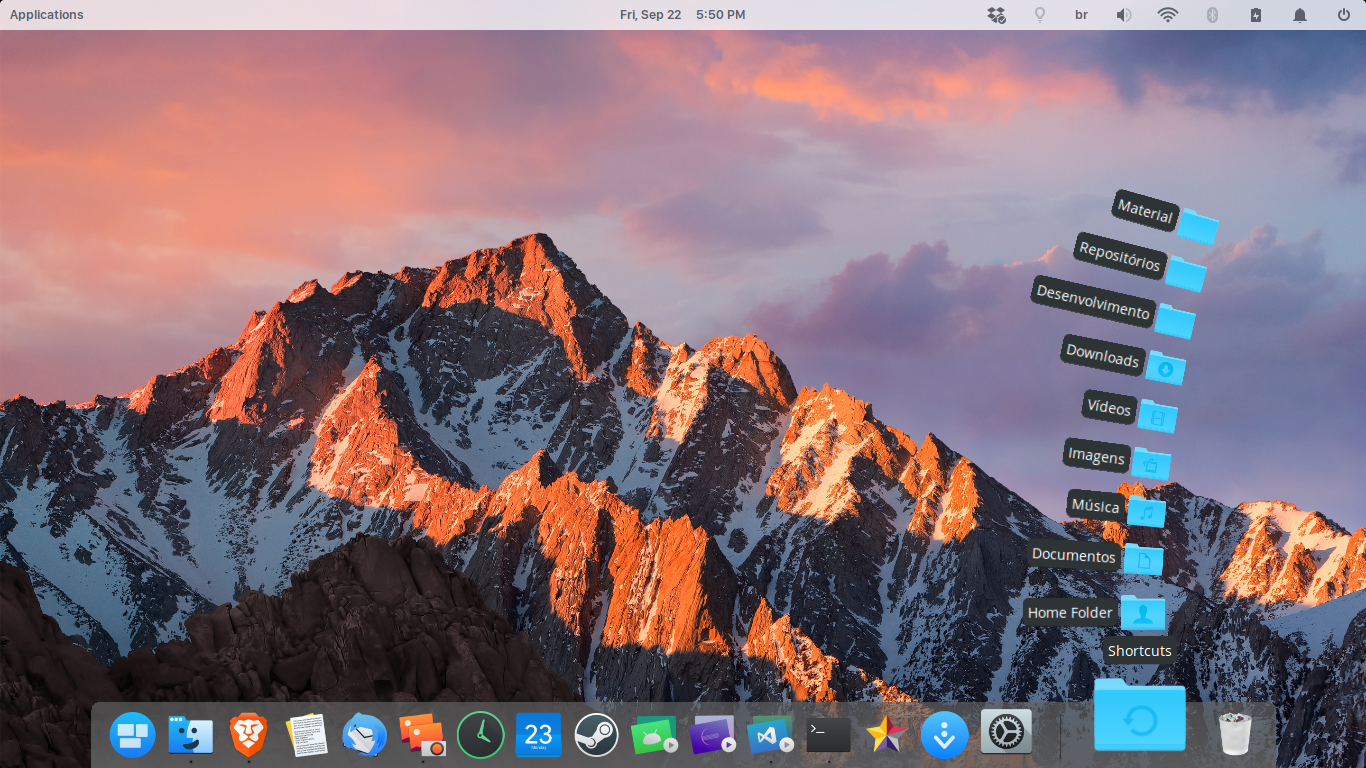 Applications
Fri, Sep 22 5:50 PM
br
Material
Repositórios
Desenvolvimento
Downloads
Vídeos
Imagens
Música
Documentos
Home Folder
Shortcuts
23
Monday
>_